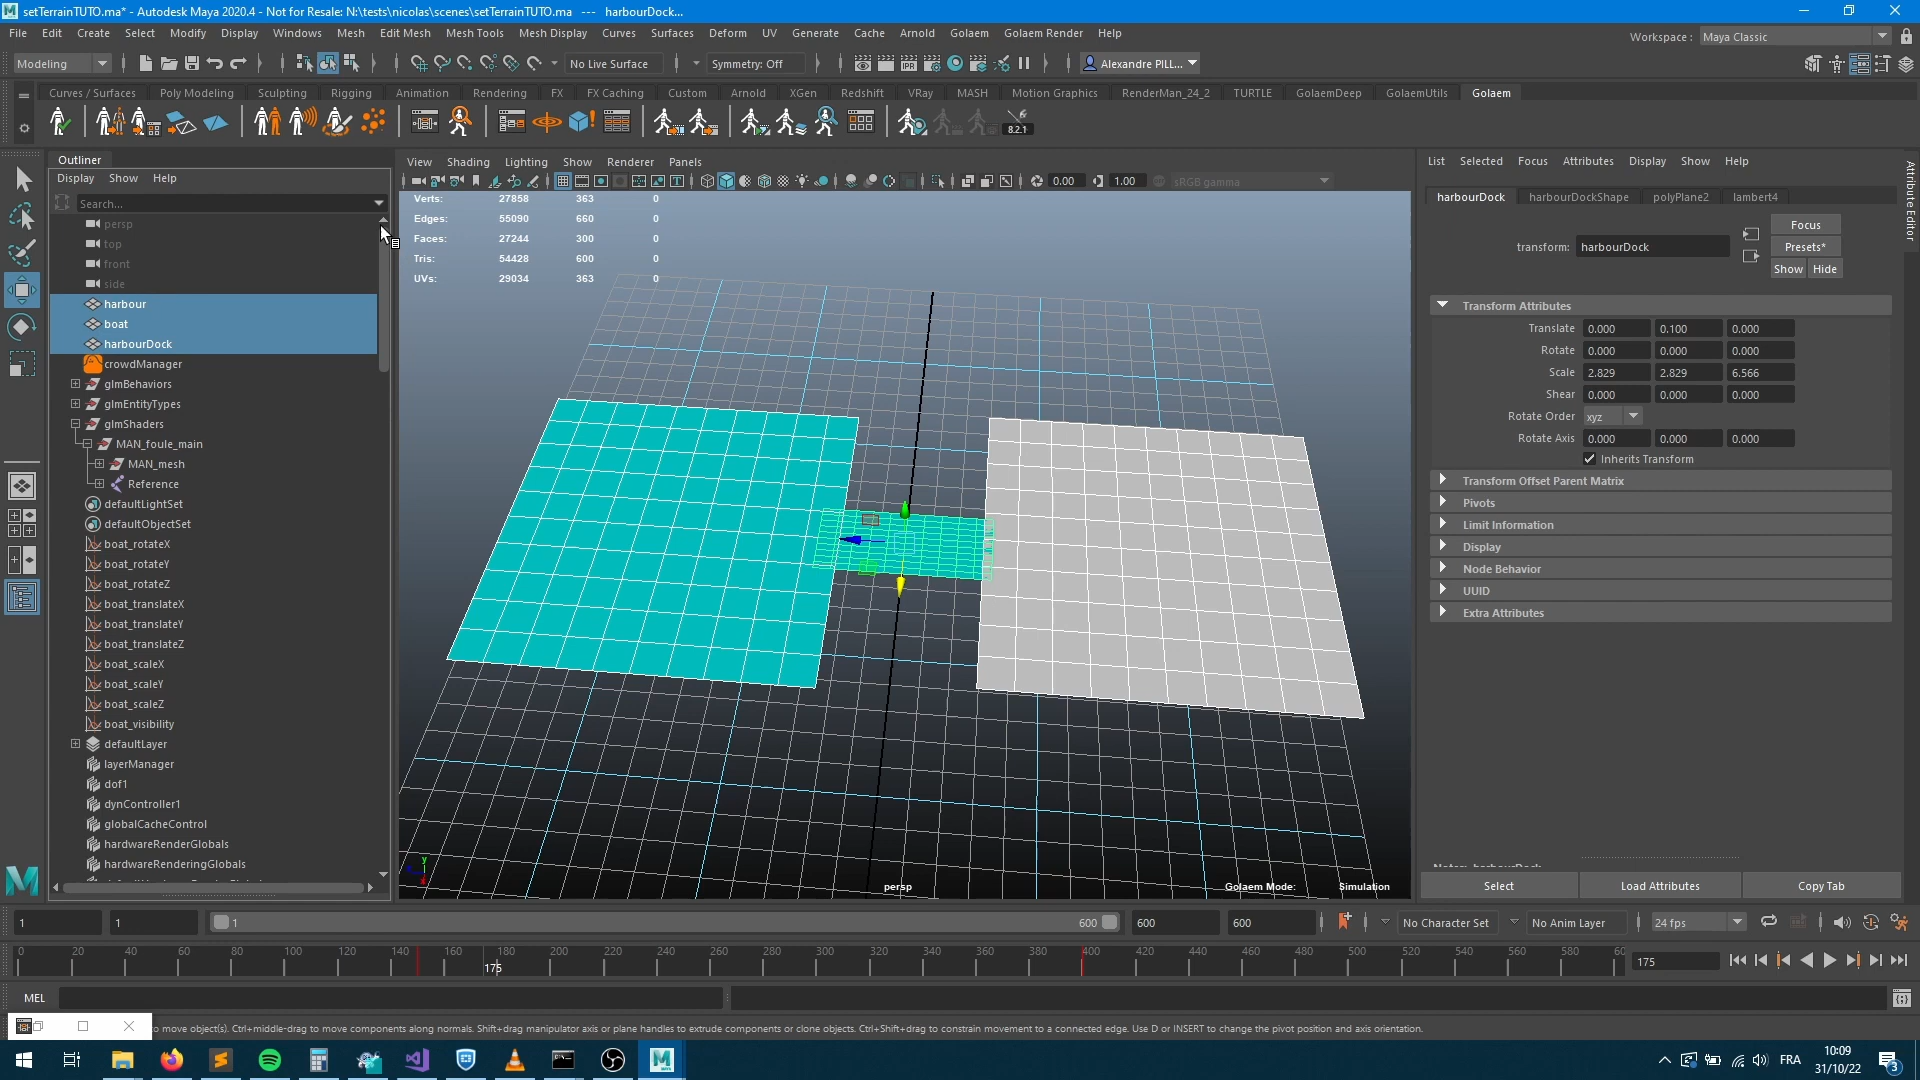 setTerrainTUTO.ma* - Autodesk Maya 2020.4 - Not for Resale: N:\tests\nicolas\scenes\setTerrainTUTO.ma --- harbourDock...
File Edit Create Select Modify Display Windows Mesh Edit Mesh Mesh Tools Mesh Display Curves Surfaces Deform UV Generate Cache Arnold Golaem Golaem Render Help
Workspace : Maya Classic
Modeling No Live Surface Symmetry: Off Alexandre PILL...
Curves / Surfaces Poly Modeling Sculpting Rigging Animation Rendering FX FX Caching Custom Arnold XGen Redshift VRay MASH Motion Graphics RenderMan_24_2 TURTLE GolaemDeep GolaemUtils Golaem
8.2.1
Outliner
Display Show Help
Search...
persp
top
front
side
harbour
boat
harbourDock
crowdManager
glmBehaviors
glmEntityTypes
glmShaders
MAN_foule_main
MAN_mesh
Reference
defaultLightSet
defaultObjectSet
boat_rotateX
boat_rotateY
boat_rotateZ
boat_translateX
boat_translateY
boat_translateZ
boat_scaleX
boat_scaleY
boat_scaleZ
boat_visibility
defaultLayer
layerManager
dof1
dynController1
globalCacheControl
hardwareRenderGlobals
hardwareRenderingGlobals
View Shading Lighting Show Renderer Panels
0.00 1.00 sRGB gamma
Verts: 27858 363 0
Edges: 55090 660 0
Faces: 27244 300 0
Tris: 54428 600 0
UVs: 29034 363 0
y
persp
Golaem Mode: Simulation
List Selected Focus Attributes Display Show Help
harbourDock harbourDockShape polyPlane2 lambert4
Attribute Editor
Focus
transform: harbourDock Presets*
Show Hide
Transform Attributes
Translate 0.000 0.100 0.000
Rotate 0.000 0.000 0.000
Scale 2.829 2.829 6.566
Shear 0.000 0.000 0.000
Rotate Order xyz
Rotate Axis 0.000 0.000 0.000
Inherits Transform
Transform Offset Parent Matrix
Pivots
Limit Information
Display
Node Behavior
UUID
Extra Attributes
Select Load Attributes Copy Tab
1 1 1 600 600 600 No Character Set No Anim Layer 24 fps
0 20 40 60 80 100 120 140 160 180 200 220 240 260 280 300 320 340 360 380 400 420 440 460 480 500 520 540 560 580 60
175 175
MEL
to move object(s). Ctrl+middle-drag to move components along normals. Shift+drag manipulator axis or plane handles to extrude components or clone objects. Ctrl+Shift+drag to constrain movement to a connected edge. Use D or INSERT to change the pivot position and axis orientation.
FRA
10:09
31/10/22
3